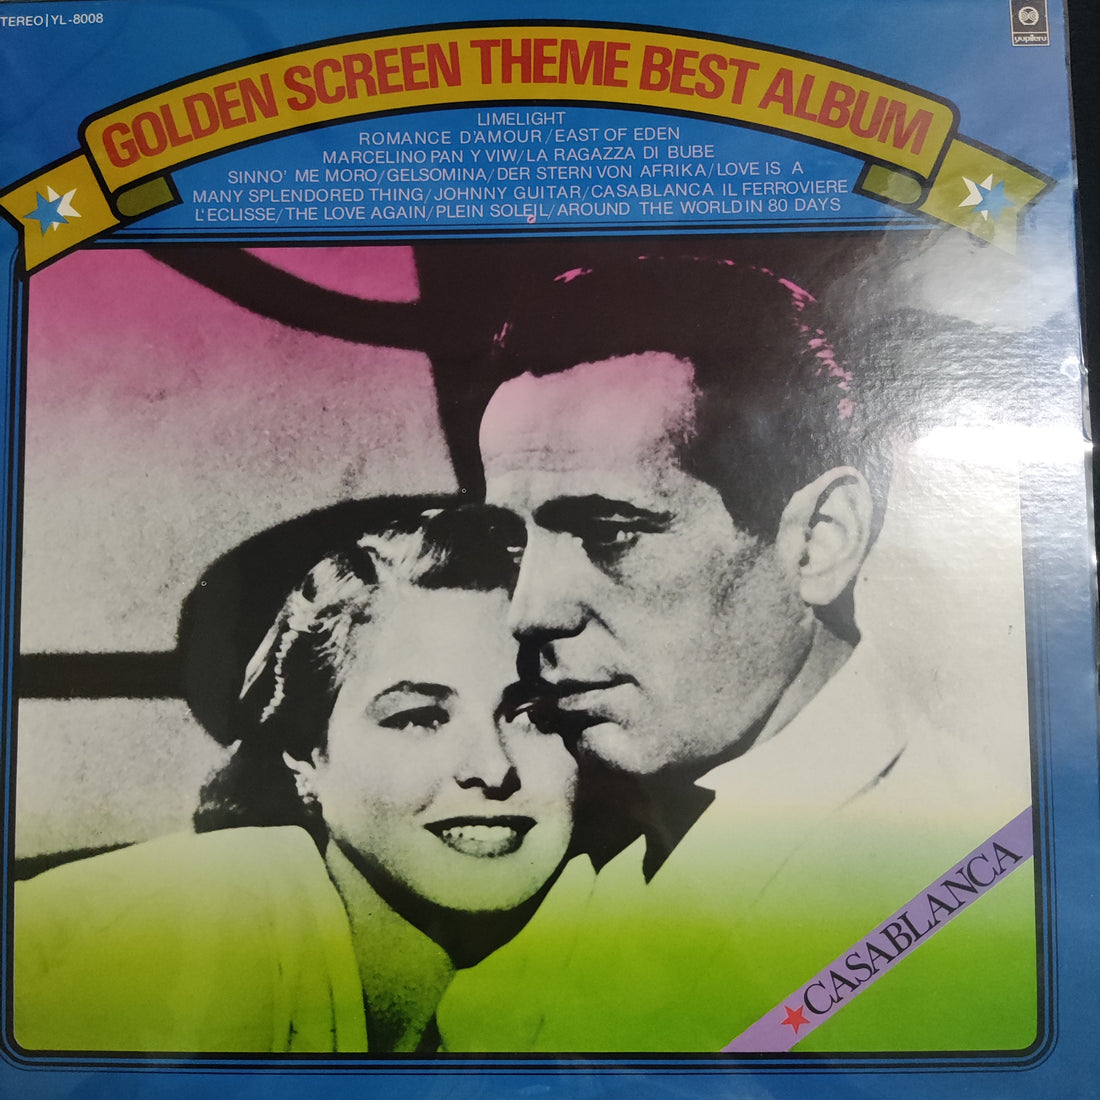 TEREO|YL-8008
yupiteru
GOLDEN SCREEN THEME BEST ALBUM
LIMELIGHT
ROMANCE D'AMOUR/EAST OF EDEN
MARCELINO PAN Y VIW/LA RAGAZZA DI BUBE
SINNO' ME MORO/GELSOMINA/DER STERN VON AFRIKA/LOVE IS A
MANY SPLENDORED THING/JOHNNY GUITAR/CASABLANCA IL FERROVIERE
L'ECLISSE/THE LOVE AGAIN/PLEIN SOLEIL/AROUND THE WORLD IN 80 DAYS
★CASABLANCA